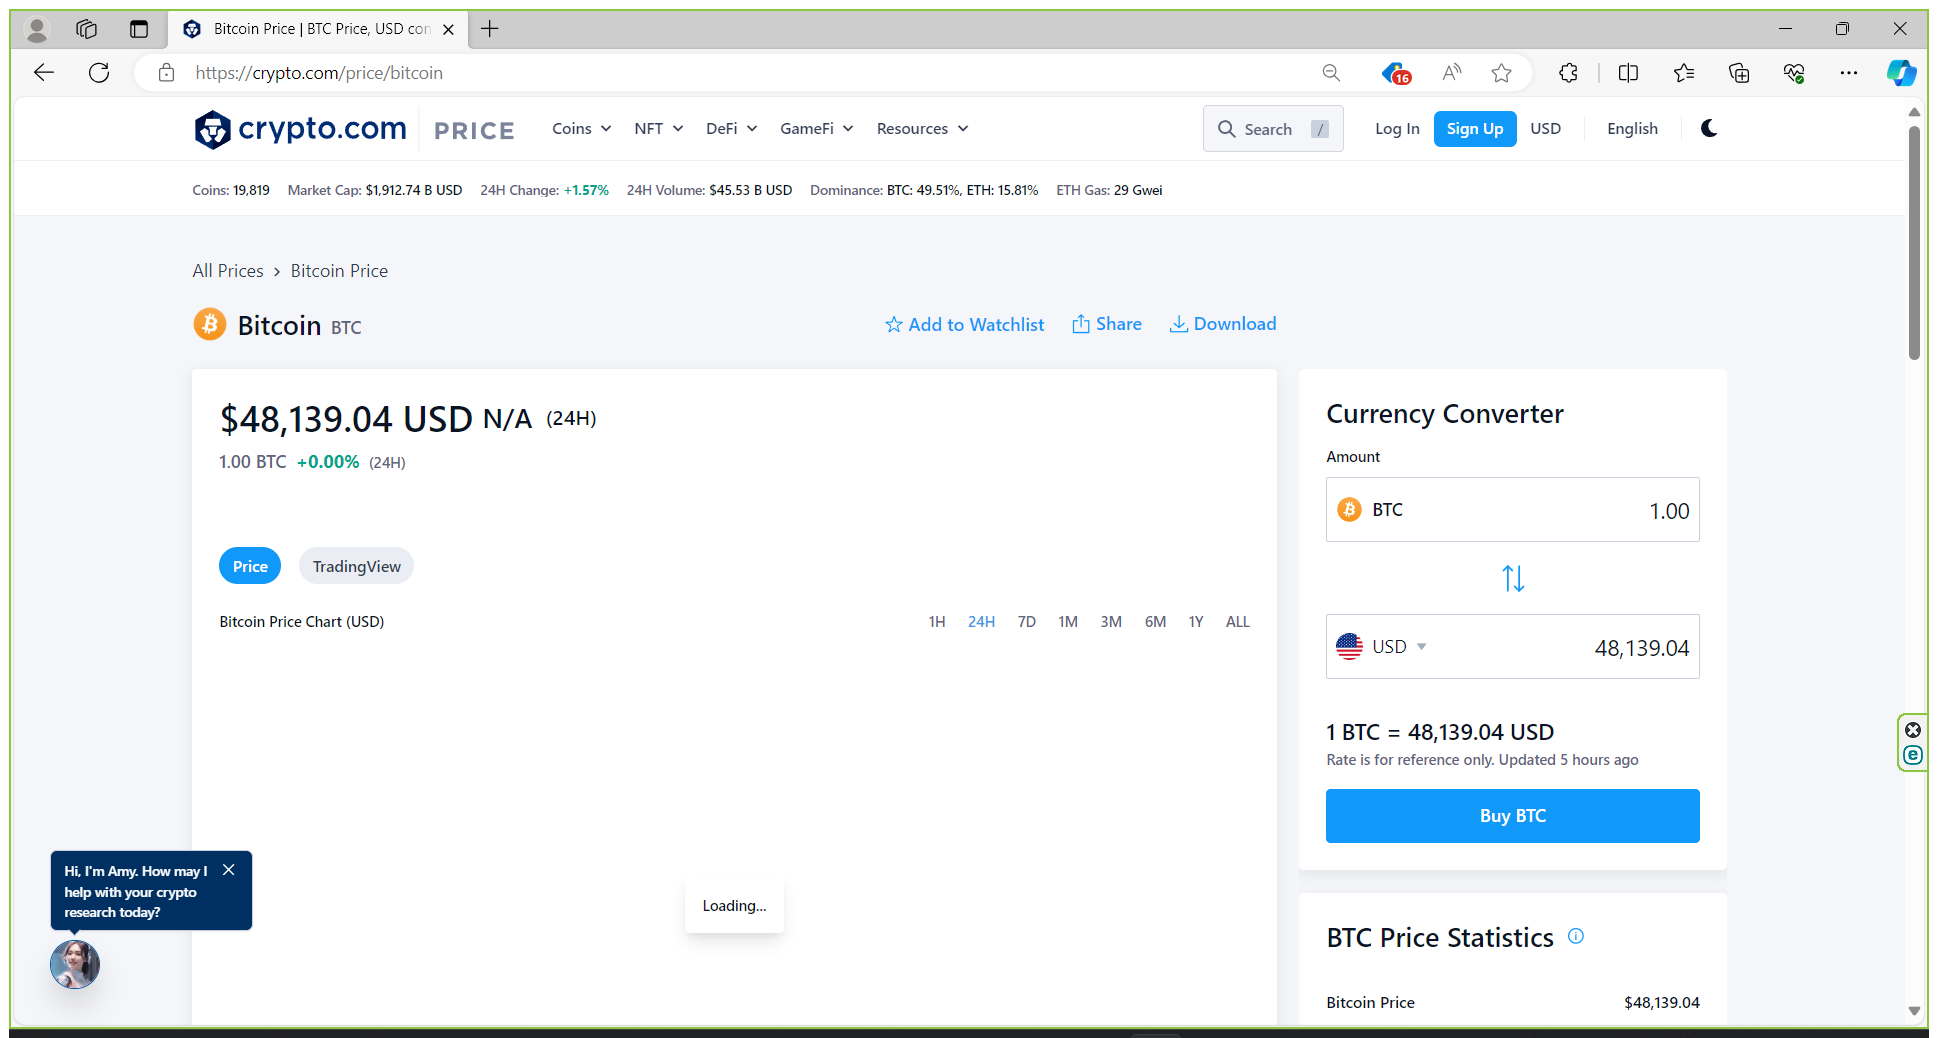 Bitcoin Price | BTC Price, USD con
https://crypto.com/price/bitcoin
16
crypto.com PRICE Coins NFT DeFi GameFi Resources Search / Log In Sign Up USD English
Coins: 19,819 Market Cap: $1,912.74 B USD 24H Change: +1.57% 24H Volume: $45.53 B USD Dominance: BTC: 49.51%, ETH: 15.81% ETH Gas: 29 Gwei
All Prices > Bitcoin Price
Bitcoin BTC
Add to Watchlist Share Download
$48,139.04 USD N/A (24H)
1.00 BTC +0.00% (24H)
Price TradingView
Bitcoin Price Chart (USD) 1H 24H 7D 1M 3M 6M 1Y ALL
Loading...
Currency Converter
Amount
BTC 1.00
USD 48,139.04
1 BTC = 48,139.04 USD
Rate is for reference only. Updated 5 hours ago
Buy BTC
BTC Price Statistics
Bitcoin Price $48,139.04
Hi, I'm Amy. How may I
help with your crypto
research today?